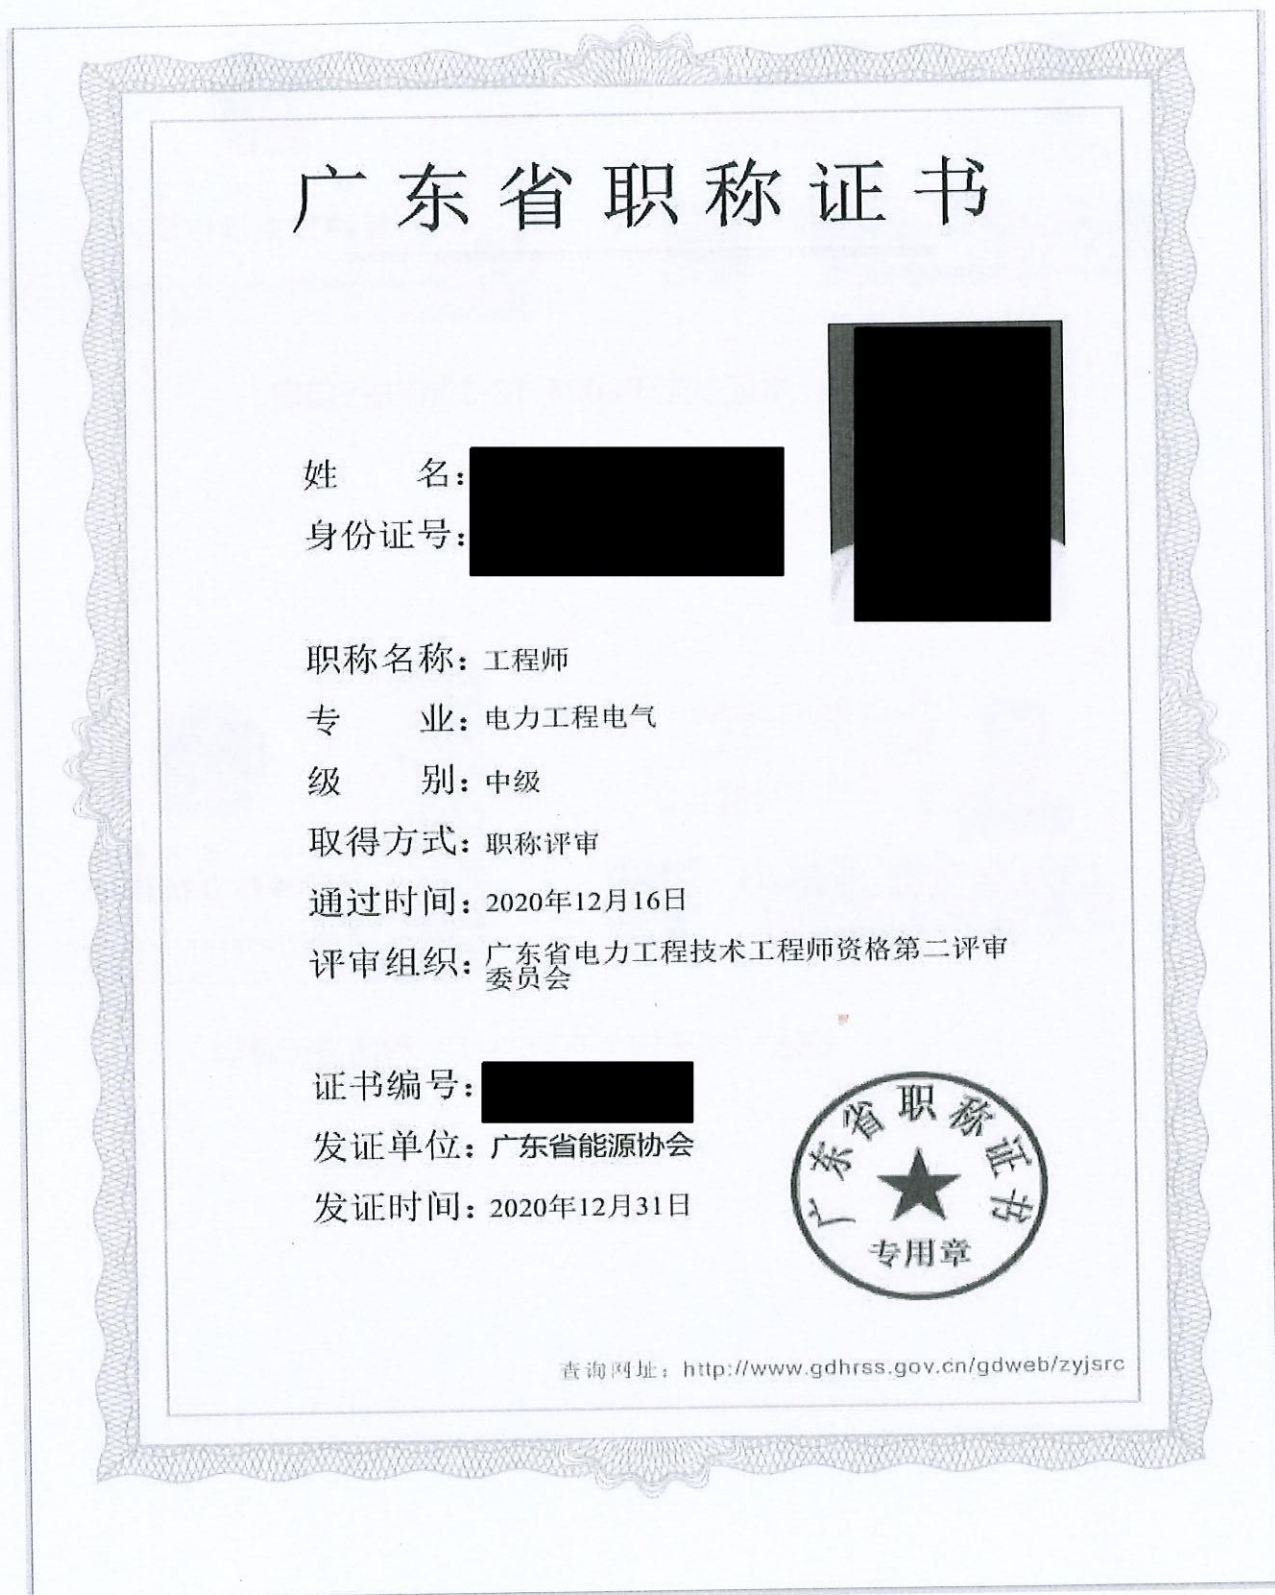 广东省职称证书
姓 名：
身份证号：
职称名称：工程师
专 业：电力工程电气
级 别：中级
取得方式：职称评审
通过时间：2020年12月16日
评审组织：广东省电力工程技术工程师资格第二评审
委员会
证书编号：
发证单位：广东省能源协会
发证时间：2020年12月31日
广东省职称证书
专用章
查询网址：http://www.gdhrss.gov.cn/gdweb/zyjsrc